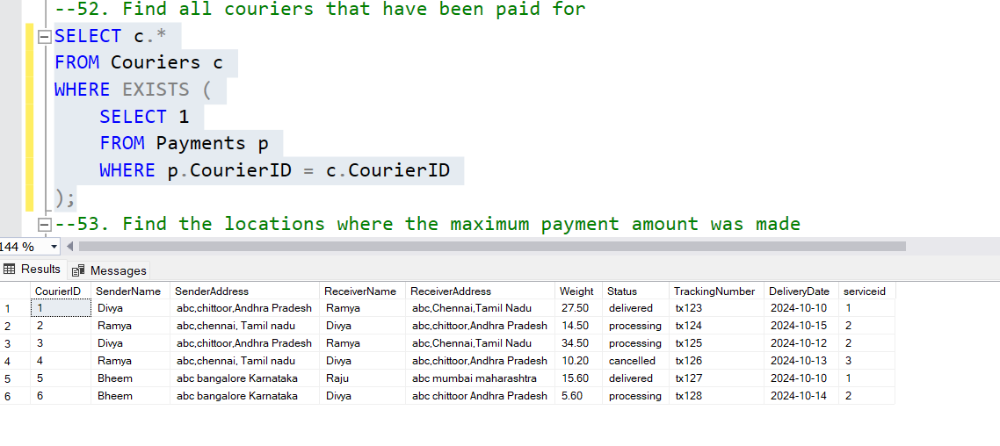 --52. Find all couriers that have been paid for
SELECT c.*
FROM Couriers c
WHERE EXISTS (
SELECT 1
FROM Payments p
WHERE p.CourierID = c.CourierID
);
--53. Find the locations where the maximum payment amount was made
144 %
Results Messages
CourierID SenderName SenderAddress ReceiverName ReceiverAddress Weight Status TrackingNumber DeliveryDate serviceid
1 1 Divya abc,chittoor,Andhra Pradesh Ramya abc,Chennai,Tamil Nadu 27.50 delivered tx123 2024-10-10 1
2 2 Ramya abc,chennai, Tamil nadu Divya abc,chittoor,Andhra Pradesh 14.50 processing tx124 2024-10-15 2
3 3 Divya abc,chittoor,Andhra Pradesh Ramya abc,Chennai,Tamil Nadu 34.50 processing tx125 2024-10-12 2
4 4 Ramya abc,chennai, Tamil nadu Divya abc,chittoor,Andhra Pradesh 10.20 cancelled tx126 2024-10-13 3
5 5 Bheem abc bangalore Karnataka Raju abc mumbai maharashtra 15.60 delivered tx127 2024-10-10 1
6 6 Bheem abc bangalore Karnataka Divya abc chittoor Andhra Pradesh 5.60 processing tx128 2024-10-14 2